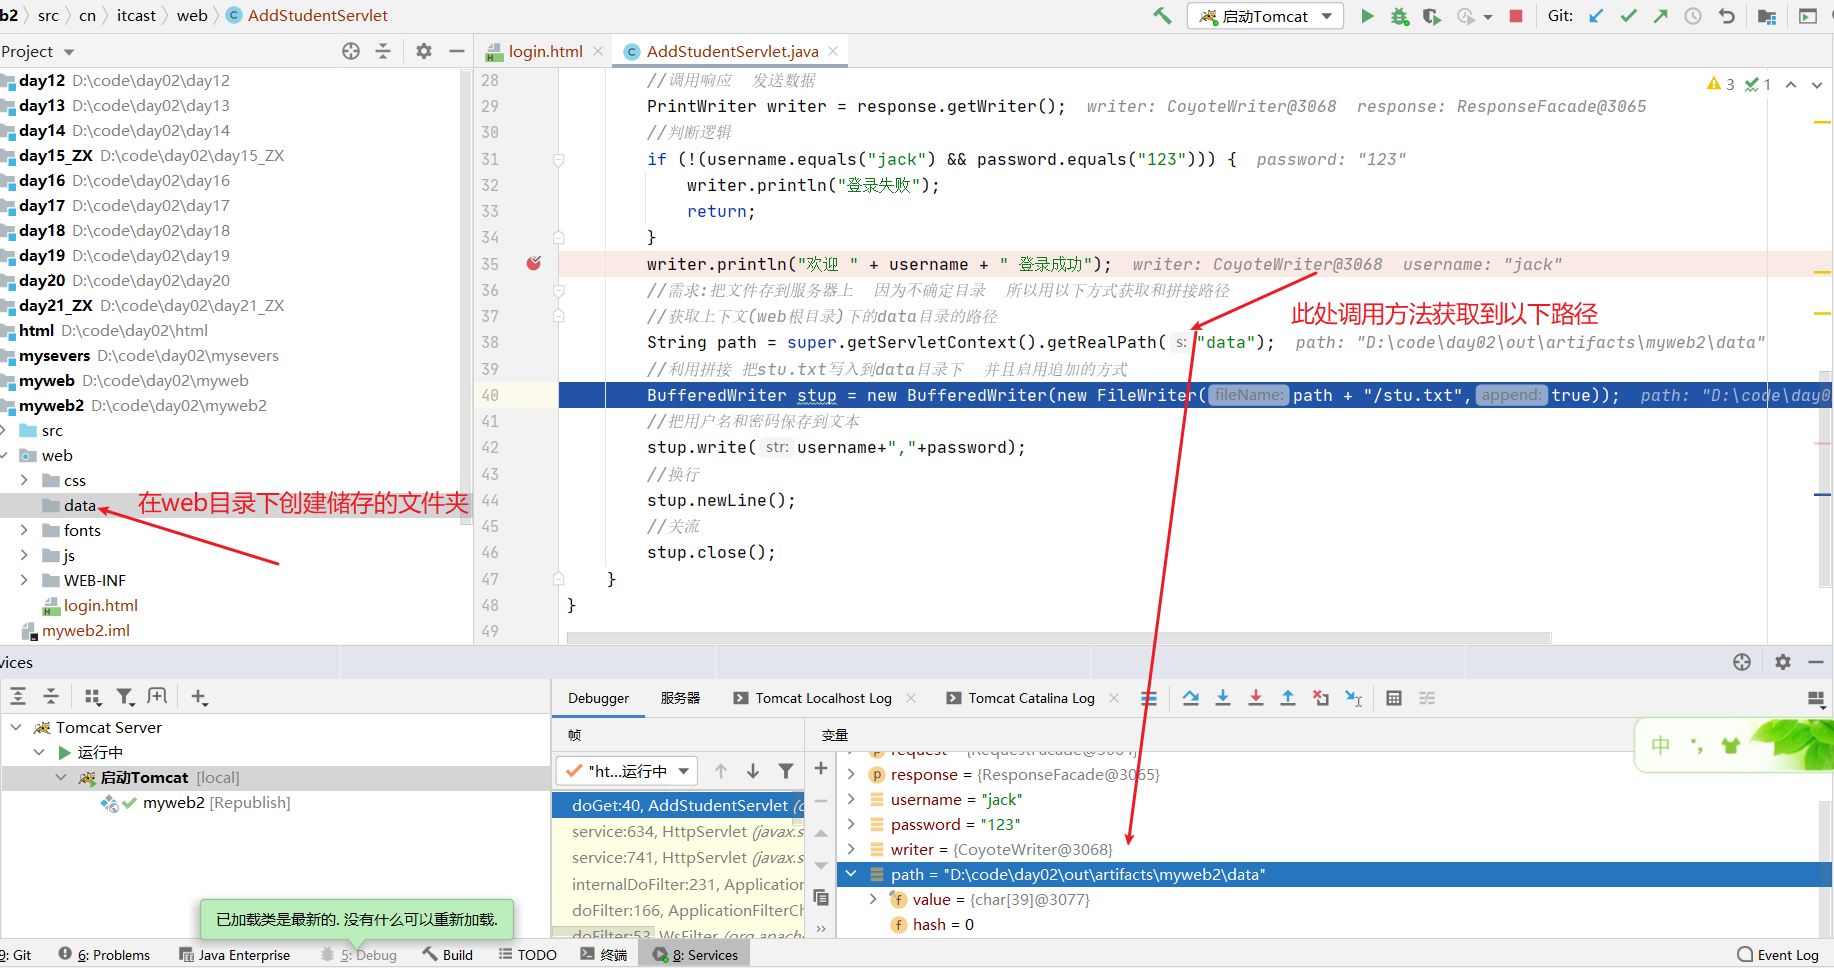 b2 src cn itcast web AddStudentServlet 启动Tomcat Git:
Project login.html AddStudentServlet.java
day12 D:\code\day02\day12
day13 D:\code\day02\day13
day14 D:\code\day02\day14
day15_ZX D:\code\day02\day15_ZX
day16 D:\code\day02\day16
day17 D:\code\day02\day17
day18 D:\code\day02\day18
day19 D:\code\day02\day19
day20 D:\code\day02\day20
day21_ZX D:\code\day02\day21_ZX
html D:\code\day02\html
mysevers D:\code\day02\mysevers
myweb D:\code\day02\myweb
myweb2 D:\code\day02\myweb2
src
web
css
data
在web目录下创建储存的文件夹
fonts
js
WEB-INF
login.html
myweb2.iml
3 1
28 //调用响应 发送数据
29 PrintWriter writer = response.getWriter(); writer: CoyoteWriter@3068 response: ResponseFacade@3065
30 //判断逻辑
31 if (!(username.equals("jack") && password.equals("123"))) { password: "123"
32 writer.println("登录失败");
33 return;
34 }
35 writer.println("欢迎 " + username + " 登录成功"); writer: CoyoteWriter@3068 username: "jack"
36 //需求:把文件存到服务器上 因为不确定目录 所以用以下方式获取和拼接路径
37 //获取上下文(web根目录)下的data目录的路径
此处调用方法获取到以下路径
38 String path = super.getServletContext().getRealPath( s: "data"); path: "D:\code\day02\out\artifacts\myweb2\data"
39 //利用拼接 把stu.txt写入到data目录下 并且启用追加的方式
40 BufferedWriter stup = new BufferedWriter(new FileWriter( fileName: path + "/stu.txt", append: true)); path: "D:\code\day0
41 //把用户名和密码保存到文本
42 stup.write( str: username+","+password);
43 //换行
44 stup.newLine();
45 //关流
46 stup.close();
47 }
48 }
49
vices
Debugger 服务器 Tomcat Localhost Log Tomcat Catalina Log
Tomcat Server
运行中
启动Tomcat [local]
myweb2 [Republish]
帧
"ht...运行中
doGet:40, AddStudentServlet (
service:634, HttpServlet (javax.s
service:741, HttpServlet (javax.s
internalDoFilter:231, Application
doFilter:166, ApplicationFilterCh
doFilter:53, WsFilter (org.apach
变量
response = {ResponseFacade@3065}
username = "jack"
password = "123"
writer = {CoyoteWriter@3068}
path = "D:\code\day02\out\artifacts\myweb2\data"
value = {char[39]@3077}
hash = 0
中
已加载类是最新的. 没有什么可以重新加载.
9: Git 6: Problems Java Enterprise 5: Debug Build TODO 终端 8: Services Event Log